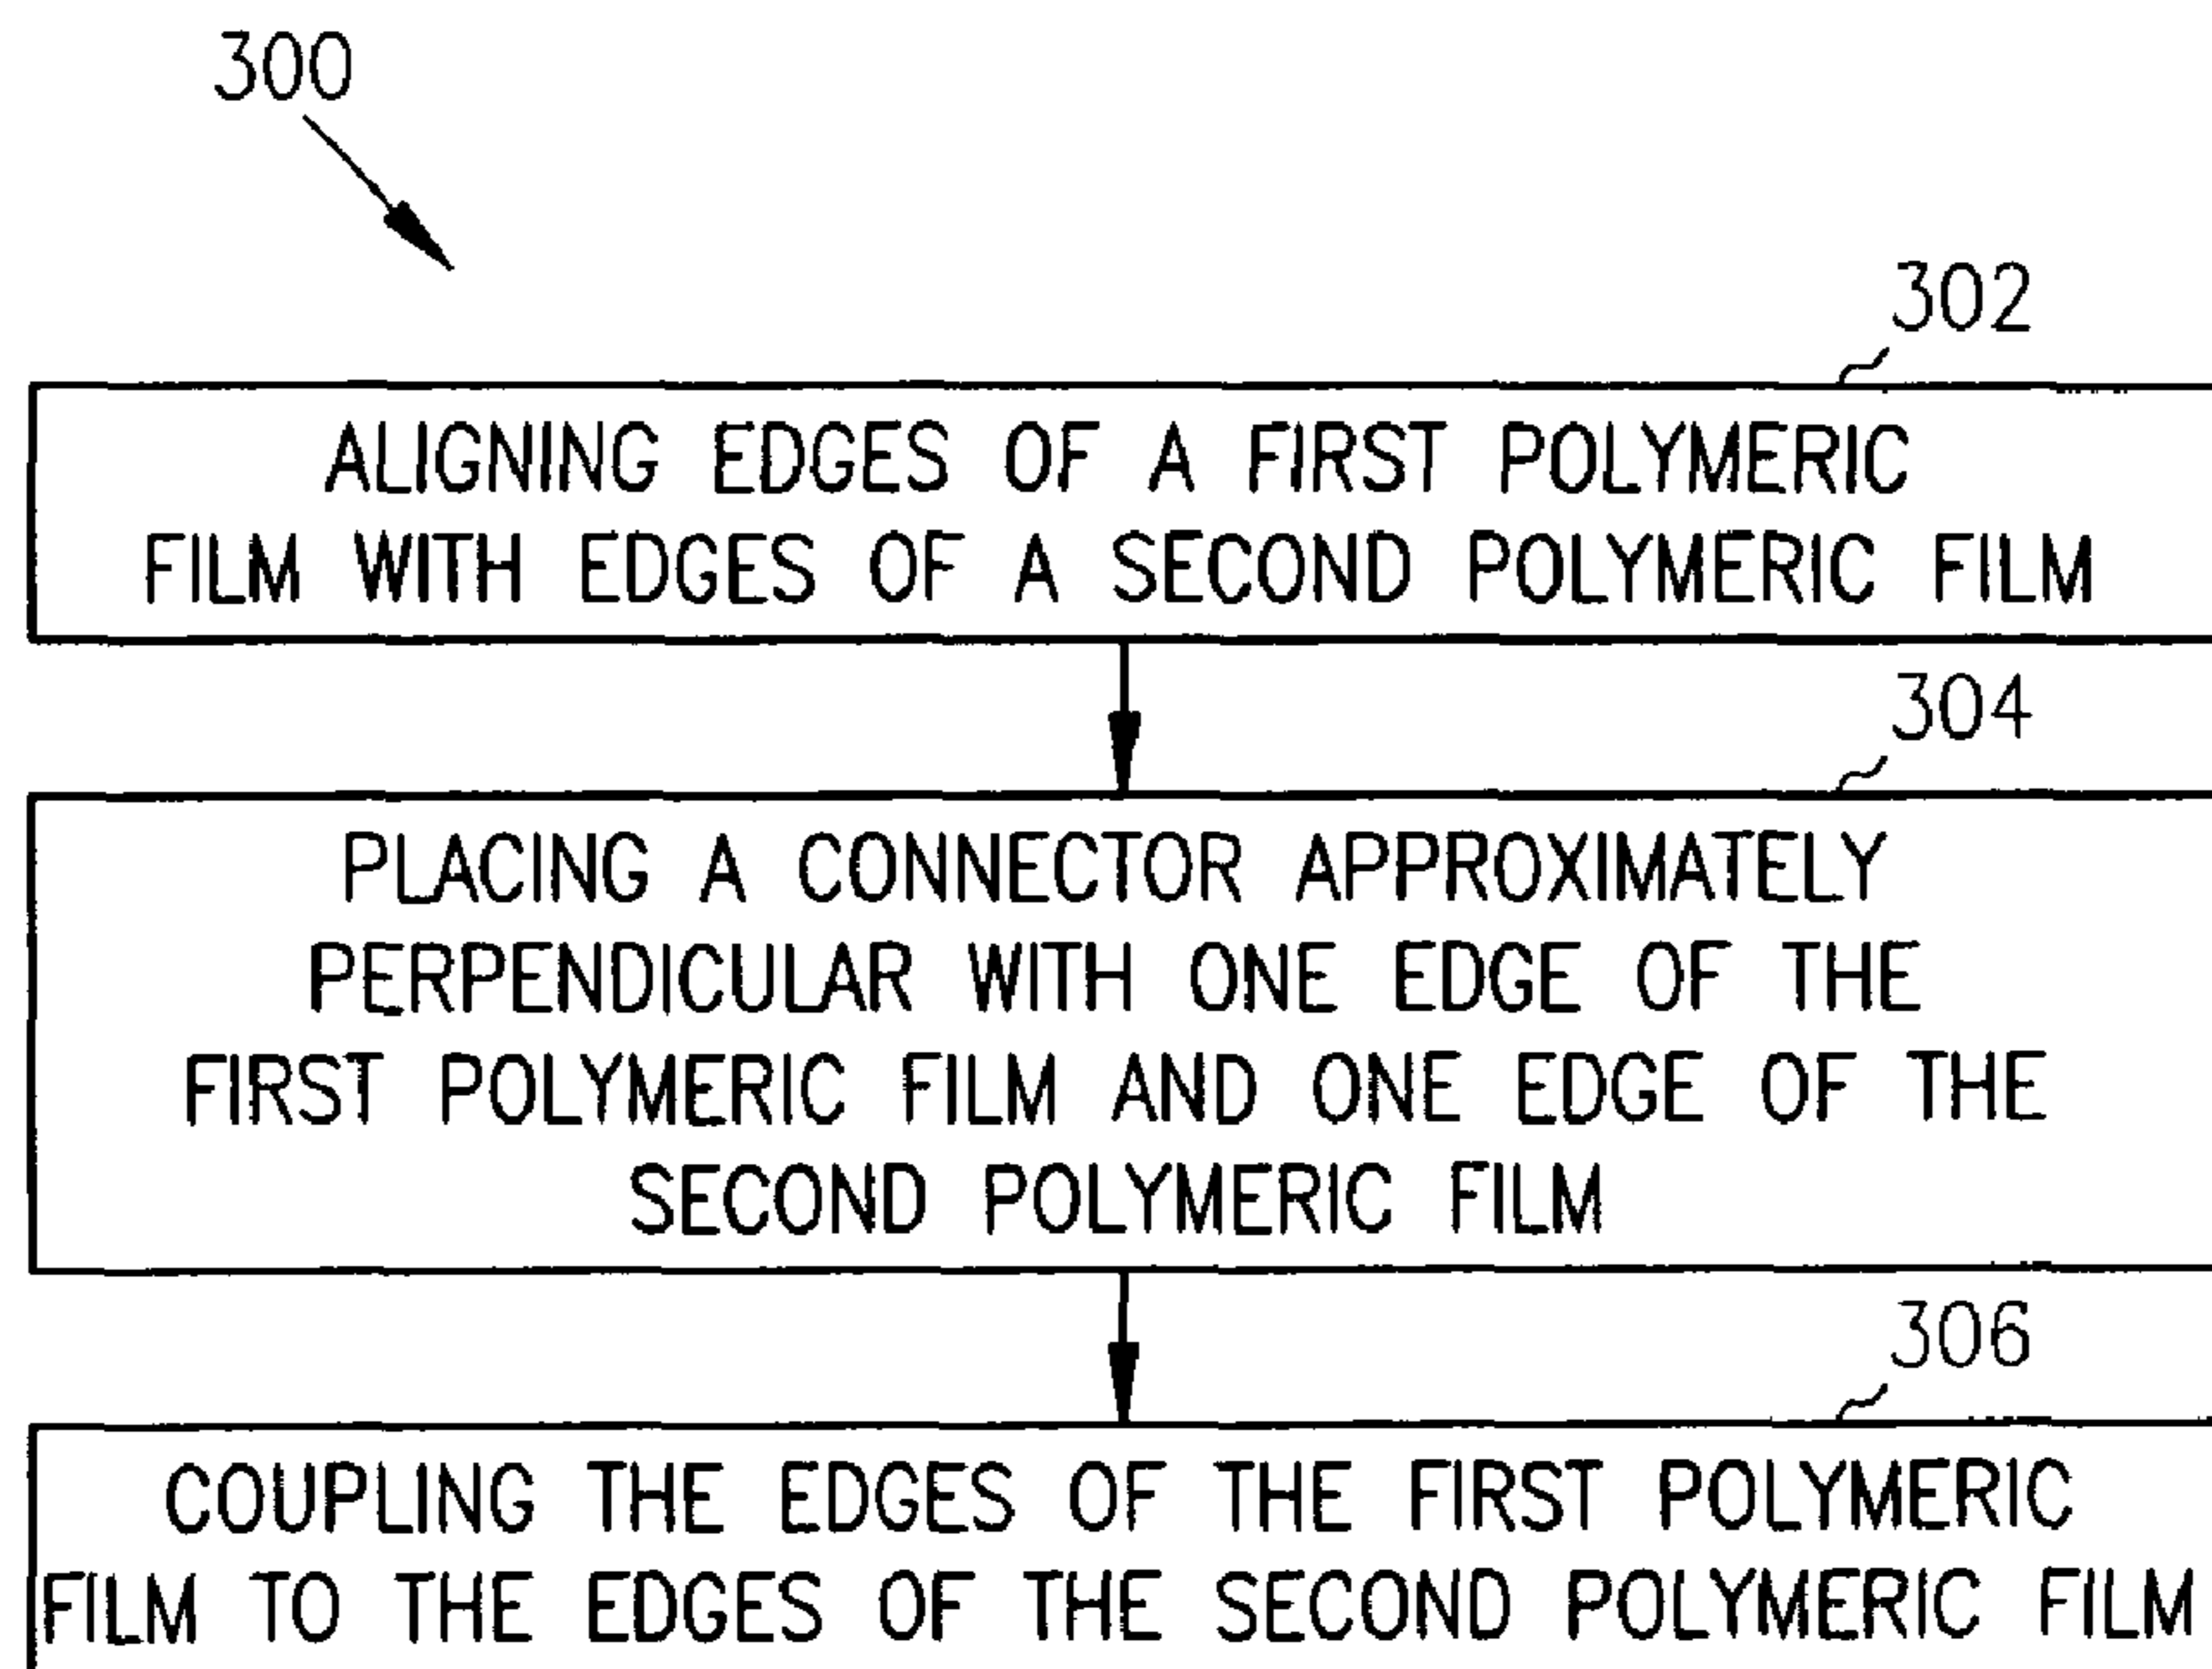 300
302
ALIGNING EDGES OF A FIRST POLYMERIC
FILM WITH EDGES OF A SECOND POLYMERIC FILM
304
PLACING A CONNECTOR APPROXIMATELY
PERPENDICULAR WITH ONE EDGE OF THE
FIRST POLYMERIC FILM AND ONE EDGE OF THE
SECOND POLYMERIC FILM
306
COUPLING THE EDGES OF THE FIRST POLYMERIC
FILM TO THE EDGES OF THE SECOND POLYMERIC FILM